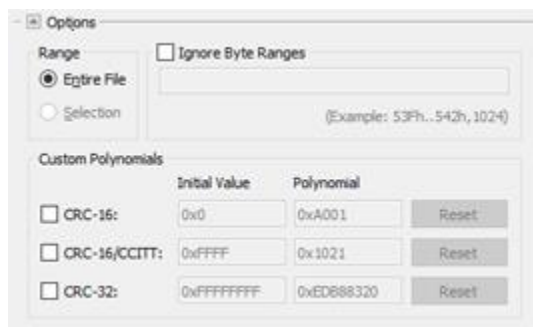 Options
Range
Ignore Byte Ranges
Entire File
Selection
(Example: 53Fh..542h,1024)
Custom Polynomials
Initial Value Polynomial
CRC-16: 0x0 0xA001 Reset
CRC-16/CCITT: 0xFFFF 0x1021 Reset
CRC-32: 0xFFFFFFFF 0xEDB88320 Reset